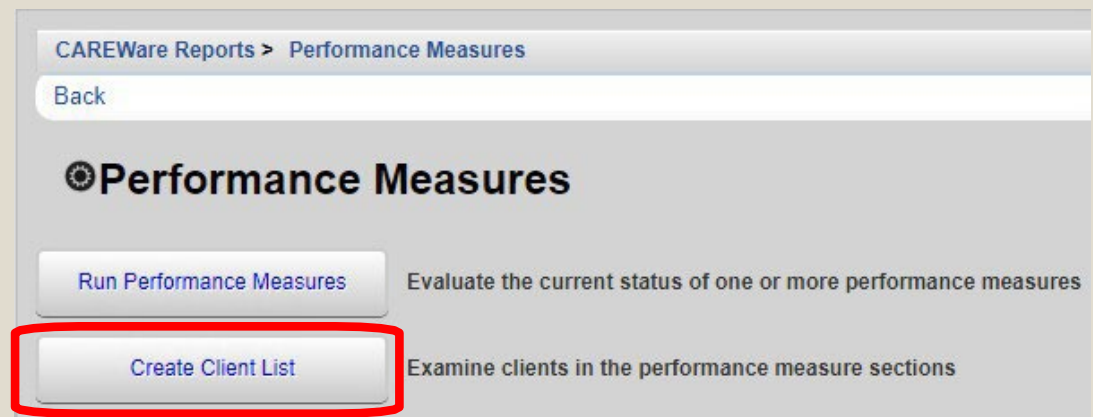 CAREWare Reports > Performance Measures
Back
Performance Measures
Run Performance Measures Evaluate the current status of one or more performance measures
Create Client List Examine clients in the performance measure sections